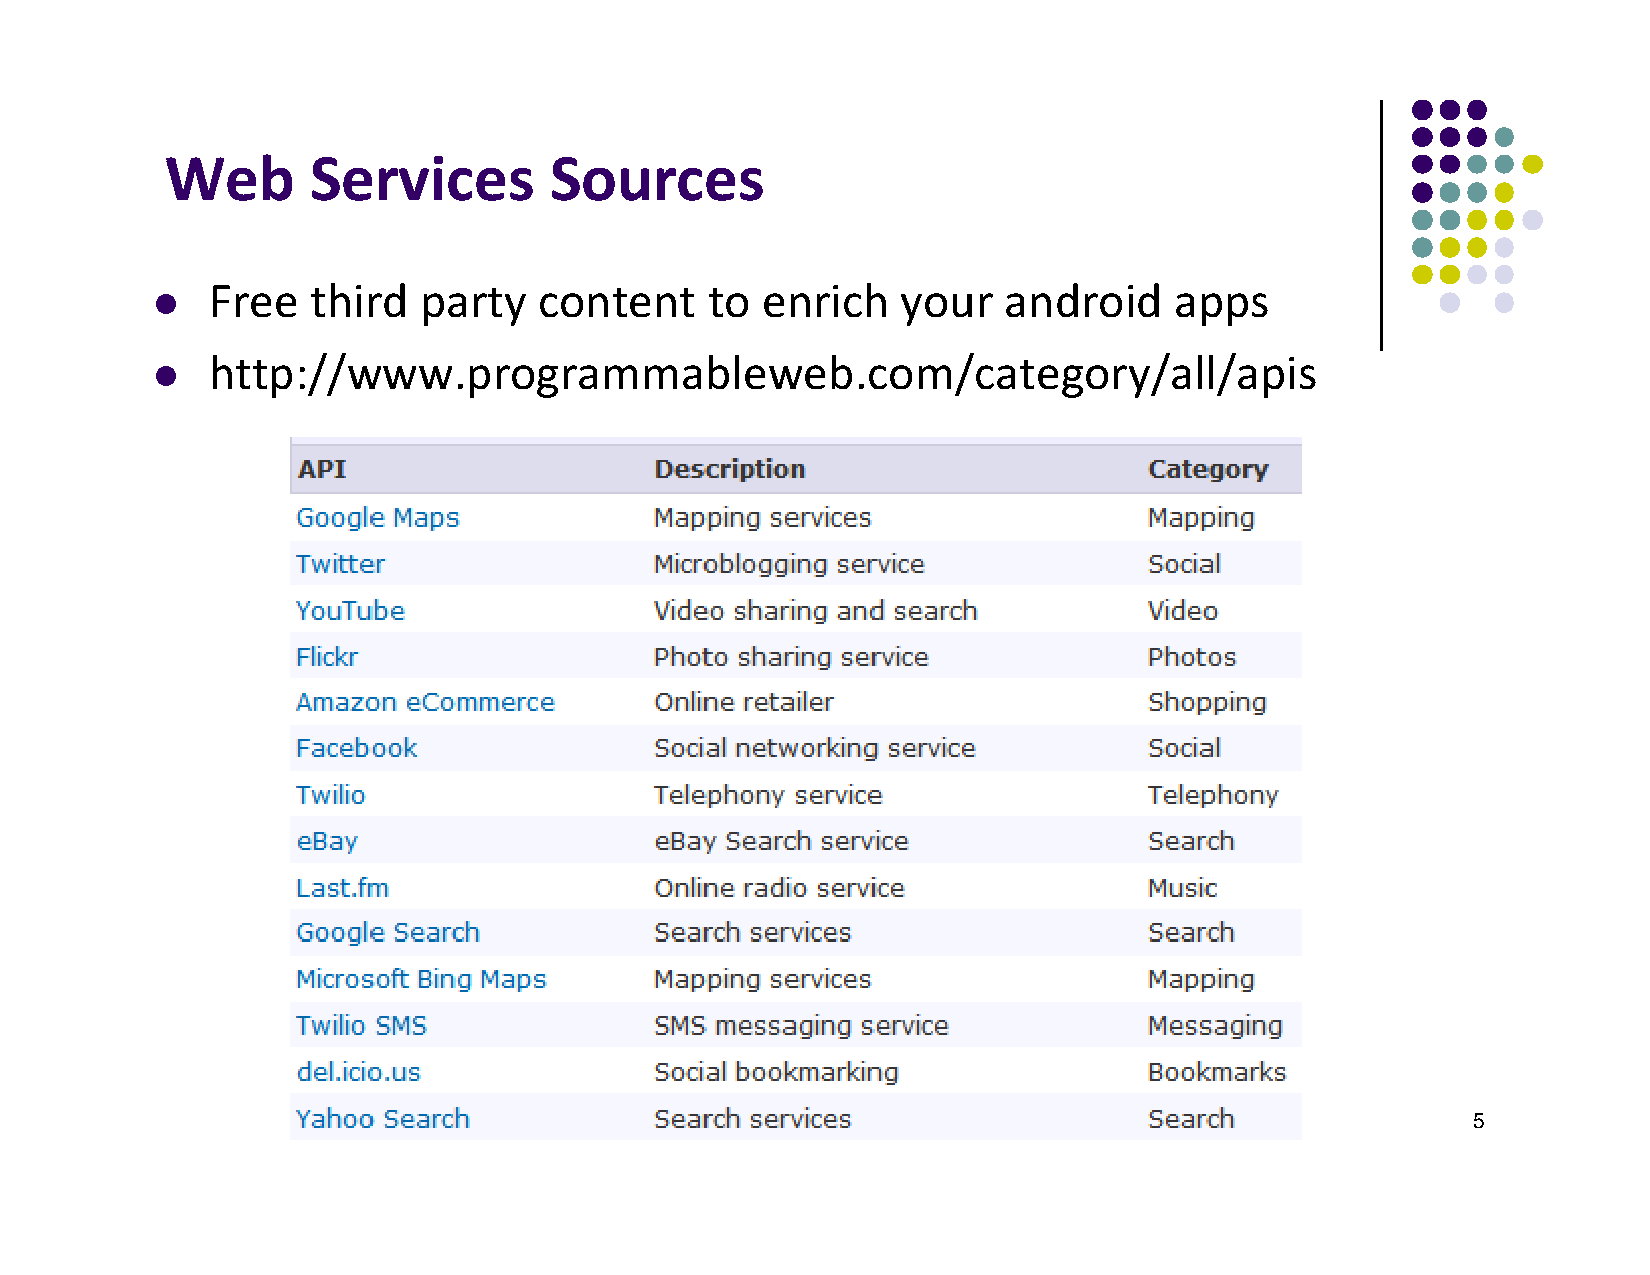 Web Services Sources
Free third party content to enrich your android apps
http://www.programmableweb.com/category/all/apis
API Description Category
Google Maps Mapping services Mapping
Twitter Microblogging service Social
YouTube Video sharing and search Video
Flickr Photo sharing service Photos
Amazon eCommerce Online retailer Shopping
Facebook Social networking service Social
Twilio Telephony service Telephony
eBay eBay Search service Search
Last.fm Online radio service Music
Google Search Search services Search
Microsoft Bing Maps Mapping services Mapping
Twilio SMS SMS messaging service Messaging
del.icio.us Social bookmarking Bookmarks
Yahoo Search Search services Search
5